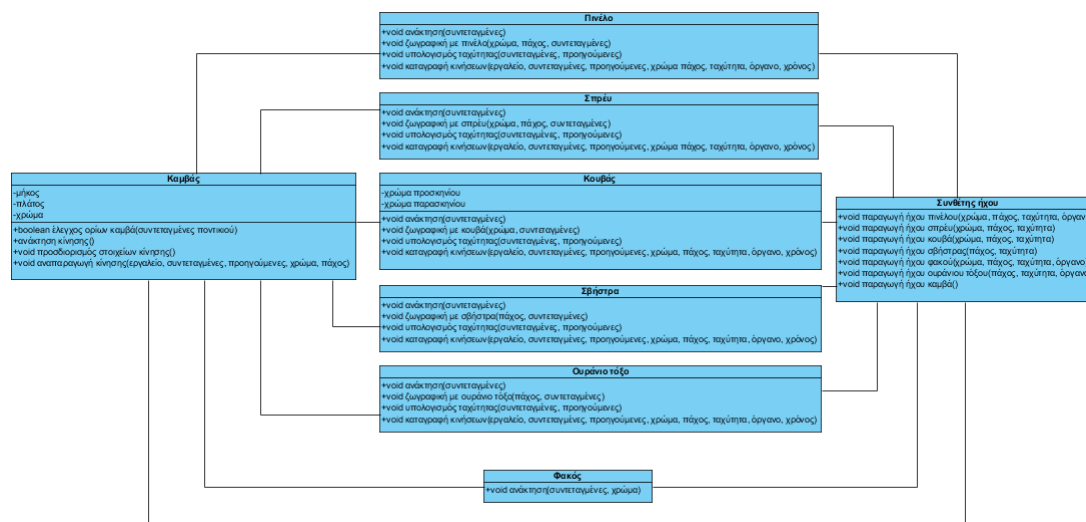 Πινέλο
+void ανάκτηση(συντεταγμένες)
+void ζωγραφική με πινέλο(χρώμα, πάχος, συντεταγμένες)
+void υπολογισμός ταχύτητας(συντεταγμένες, προηγούμενες)
+void καταγραφή κινήσεων(εργαλείο, συντεταγμένες, προηγούμενες, χρώμα πάχος, ταχύτητα, όργανο, χρόνος)
Σπρέυ
+void ανάκτηση(συντεταγμένες)
+void ζωγραφική με σπρέυ(χρώμα, πάχος, συντεταγμένες)
+void υπολογισμός ταχύτητας(συντεταγμένες, προηγούμενες)
+void καταγραφή κινήσεων(εργαλείο, συντεταγμένες, προηγούμενες, χρώμα πάχος, ταχύτητα, όργανο, χρόνος)
Καμβάς
-μήκος
-πλάτος
-χρώμα
+boolean έλεγχος ορίων καμβά(συντεταγμένες ποντικιού)
+ανάκτηση κίνησης()
+void προσδιορισμός στοιχείων κίνησης()
+void αναπαραγωγή κίνησης(εργαλείο, συντεταγμένες, προηγούμενες, χρώμα, πάχος)
Κουβάς
-χρώμα προσκηνίου
-χρώμα παρασκηνίου
+void ανάκτηση(συντεταγμένες)
+void ζωγραφική με κουβά(χρώμα, συντεταγμένες)
+void υπολογισμός ταχύτητας(συντεταγμένες, προηγούμενες)
+void καταγραφή κινήσεων(εργαλείο, συντεταγμένες, προηγούμενες, χρώμα, πάχος, ταχύτητα, όργανο, χρόνος)
Συνθέτης ήχου
+void παραγωγή ήχου πινέλου(χρώμα, πάχος, ταχύτητα, όργαν
+void παραγωγή ήχου σπρέυ(χρώμα, πάχος, ταχύτητα)
+void παραγωγή ήχου κουβά(χρώμα, πάχος, ταχύτητα)
+void παραγωγή ήχου σβήστρας(πάχος, ταχύτητα)
+void παραγωγή ήχου φακού(χρώμα, πάχος, ταχύτητα, όργανο
+void παραγωγή ήχου ουράνιου τόξου(πάχος, ταχύτητα, όργανο
+void παραγωγή ήχου καμβά()
Σβήστρα
+void ανάκτηση(συντεταγμένες)
+void ζωγραφική με σβήστρα(πάχος, συντεταγμένες)
+void υπολογισμός ταχύτητας(συντεταγμένες, προηγούμενες)
+void καταγραφή κινήσεων(εργαλείο, συντεταγμένες, προηγούμενες, χρώμα, πάχος, ταχύτητα, όργανο, χρόνος)
Ουράνιο τόξο
+void ανάκτηση(συντεταγμένες)
+void ζωγραφική με ουράνιο τόξο(πάχος, συντεταγμένες)
+void υπολογισμός ταχύτητας(συντεταγμένες, προηγούμενες)
+void καταγραφή κινήσεων(εργαλείο, συντεταγμένες, προηγούμενες, χρώμα, πάχος, ταχύτητα, όργανο, χρόνος)
Φακός
+void ανάκτηση(συντεταγμένες, χρώμα)